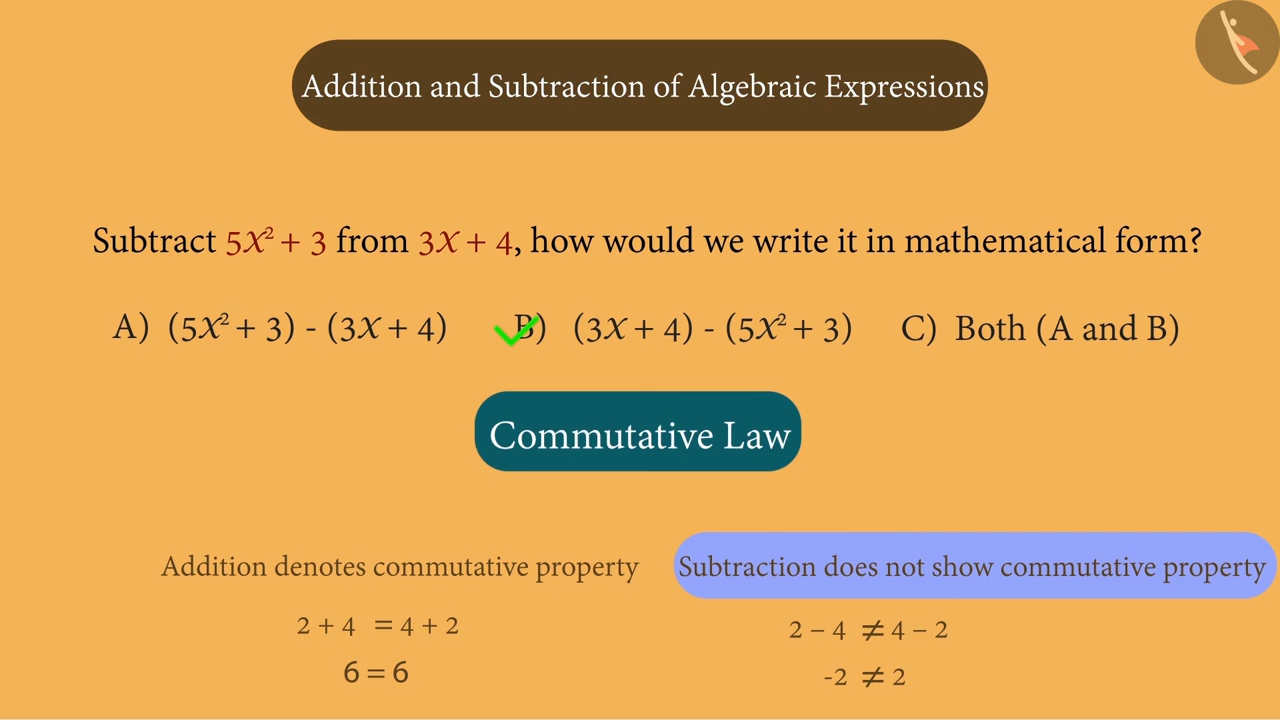 Addition and Subtraction of Algebraic Expressions
Subtract 5x² + 3 from 3x + 4, how would we write it in mathematical form?
A) (5x² + 3) - (3x + 4) B) (3x + 4) - (5x² + 3) C) Both (A and B)
Commutative Law
Addition denotes commutative property Subtraction does not show commutative property
2 + 4 = 4 + 2 2 – 4 ≠ 4 – 2
6 = 6 -2 ≠ 2